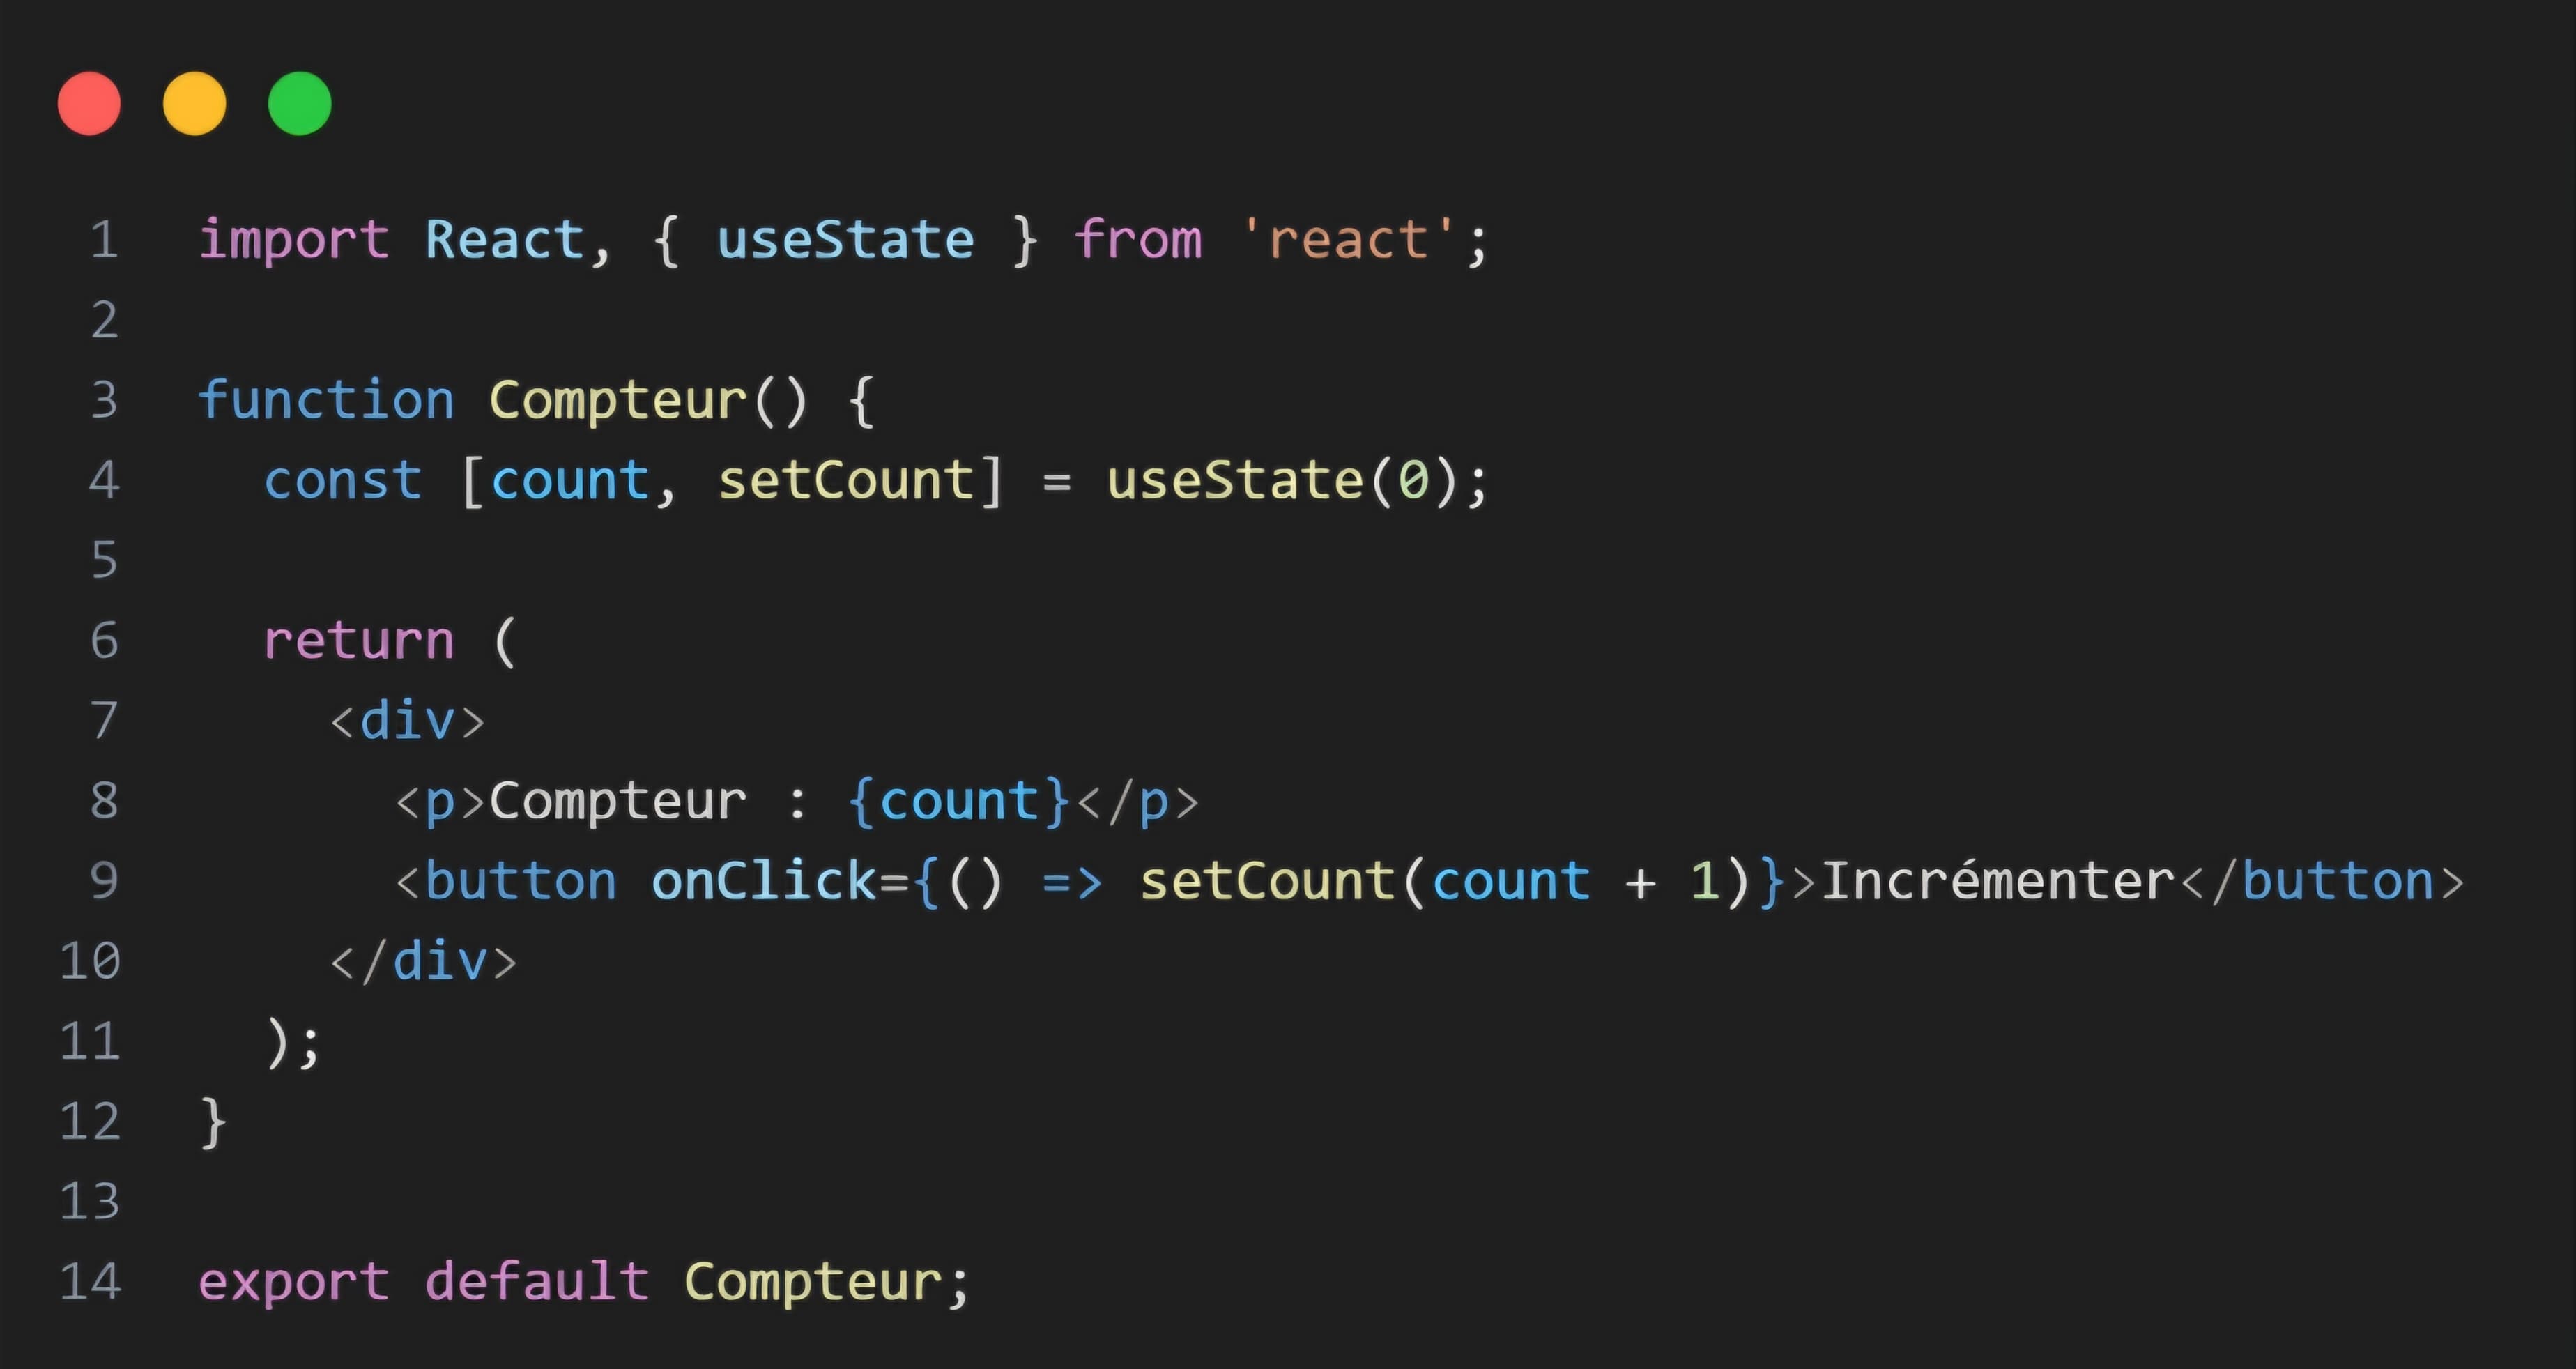 1 import React, { useState } from 'react';
2
3 function Compteur() {
4   const [count, setCount] = useState(0);
5
6   return (
7     <div>
8       <p>Compteur : {count}</p>
9       <button onClick={() => setCount(count + 1)}>Incrémenter</button>
10     </div>
11   );
12 }
13
14 export default Compteur;